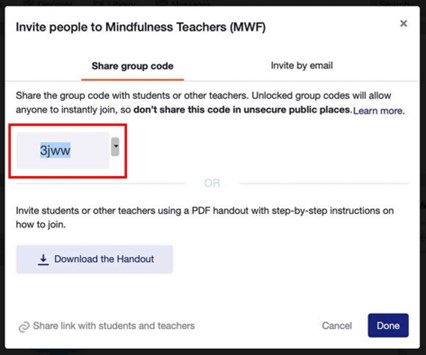 Invite people to Mindfulness Teachers (MWF)
×
Share group code
Invite by email
Share the group code with students or other teachers. Unlocked group codes will allow
anyone to instantly join, so don't share this code in unsecure public places. Learn more.
3jww
OR
Invite students or other teachers using a PDF handout with step-by-step instructions on
how to join.
Download the Handout
Share link with students and teachers
Cancel
Done